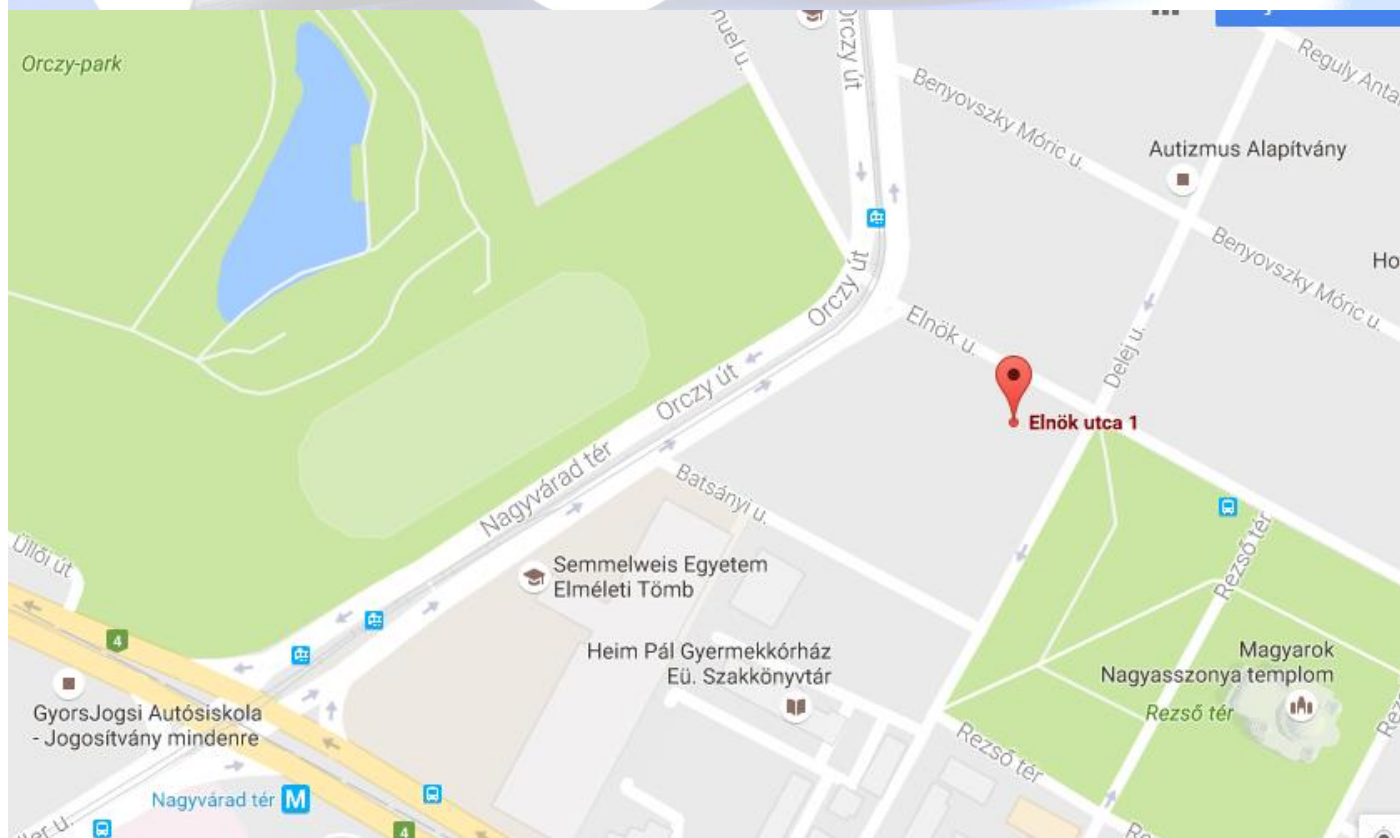 Orczy-park
Orczy út
Reguly Anta
Benyovszky Móric u.
Autizmus Alapítvány
Benyovszky Móric u.
Ho
Orczy út
Elnök u.
Delej u.
Orczy út
Elnök utca 1
Nagyvárad tér
Batsányi u.
Üllői út
Semmelweis Egyetem
Elméleti Tömb
Rezső tér
4
Heim Pál Gyermekkórház
Eü. Szakkönyvtár
Magyarok
Nagyasszonya templom
Rezső tér
GyorsJogsi Autósiskola
- Jogosítvány mindenre
Rezső tér
Nagyvárad tér M
4